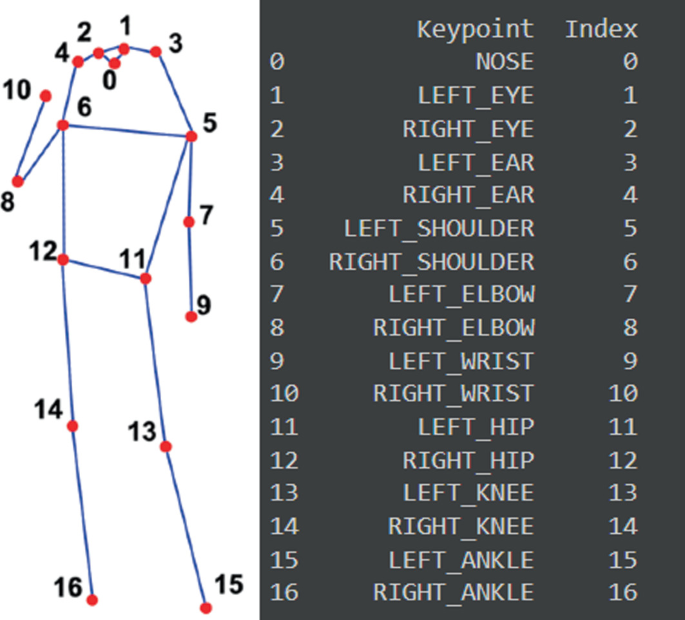 1
2
3
4
0
10
6
5
8
7
12
11
9
14
13
16
15
Keypoint Index
0 NOSE 0
1 LEFT_EYE 1
2 RIGHT_EYE 2
3 LEFT_EAR 3
4 RIGHT_EAR 4
5 LEFT_SHOULDER 5
6 RIGHT_SHOULDER 6
7 LEFT_ELBOW 7
8 RIGHT_ELBOW 8
9 LEFT_WRIST 9
10 RIGHT_WRIST 10
11 LEFT_HIP 11
12 RIGHT_HIP 12
13 LEFT_KNEE 13
14 RIGHT_KNEE 14
15 LEFT_ANKLE 15
16 RIGHT_ANKLE 16